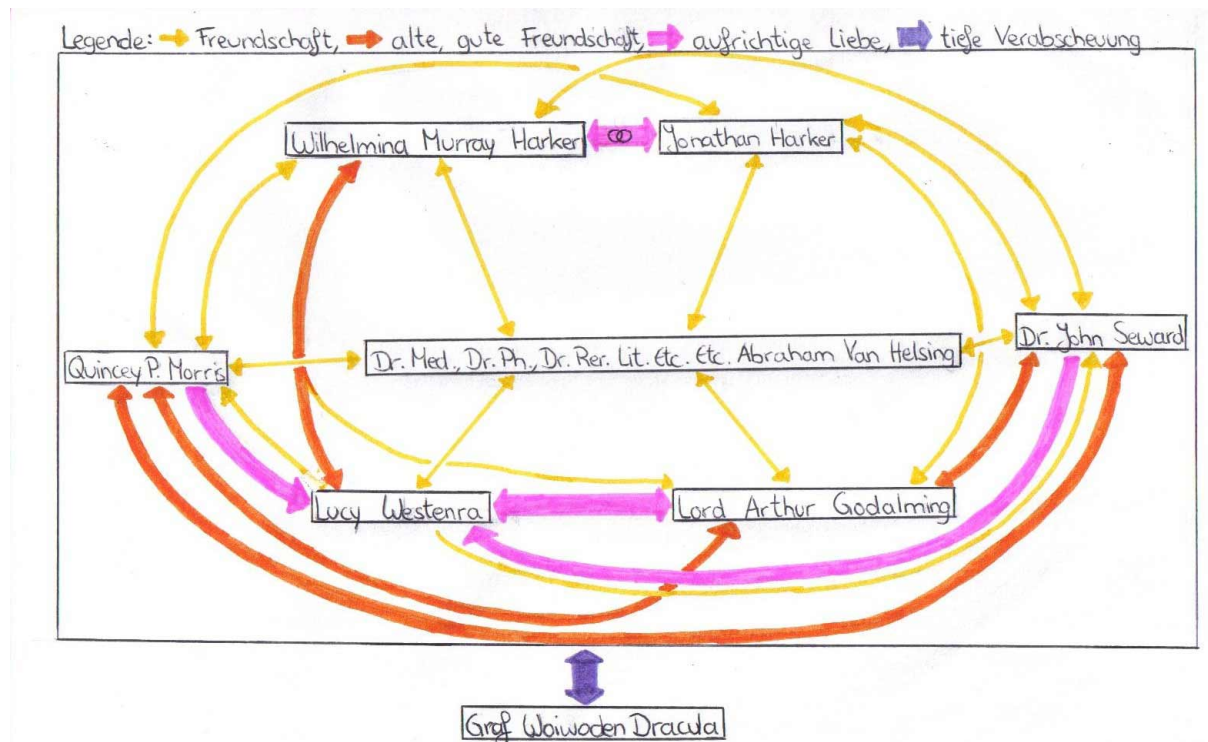 Legende: Freundschaft, alte, gute Freundschaft, aufrichtige Liebe, tiefe Verabscheuung
Wilhelmina Murray Harker Jonathan Harker
Dr. John Seward
Quincey P. Morris Dr. Med., Dr. Ph., Dr. Rer. Lit. Etc. Etc. Abraham Van Helsing
Lucy Westenra Lord Arthur Godalming
Graf Woiwoden Dracula